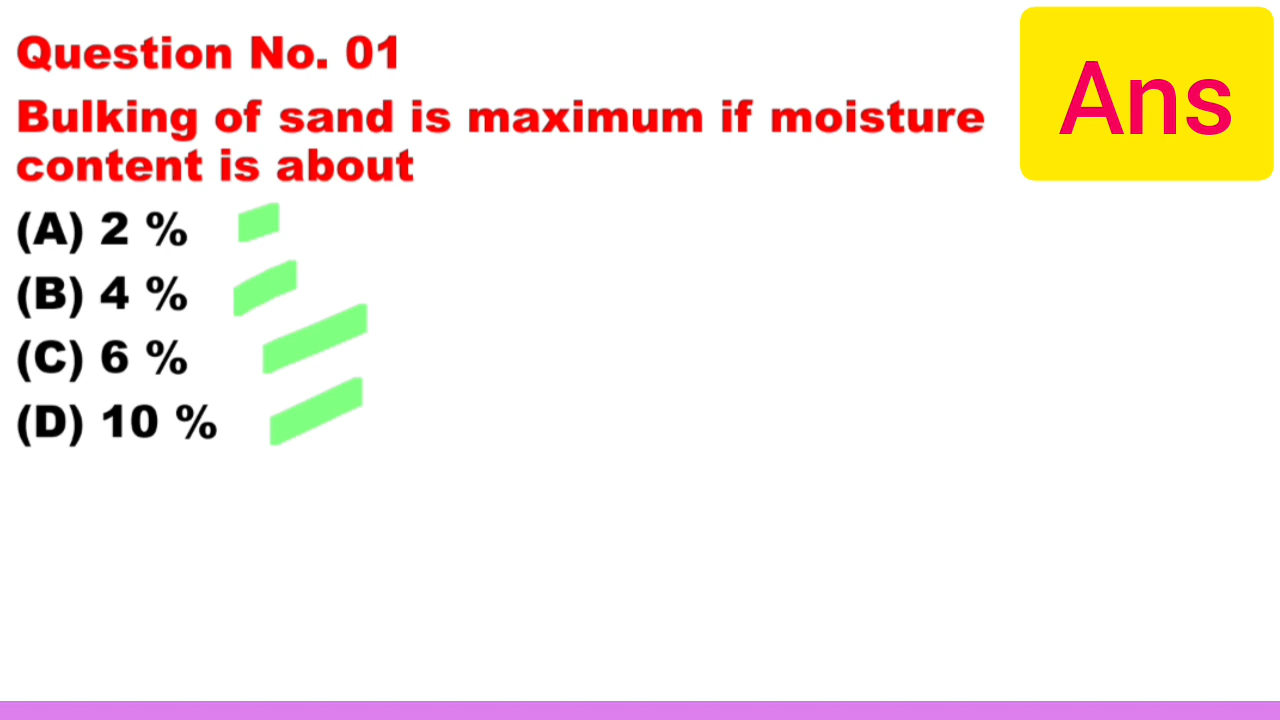 Question No. 01
Ans
Bulking of sand is maximum if moisture
content is about
(A) 2 %
(B) 4 %
(C) 6 %
(D) 10 %